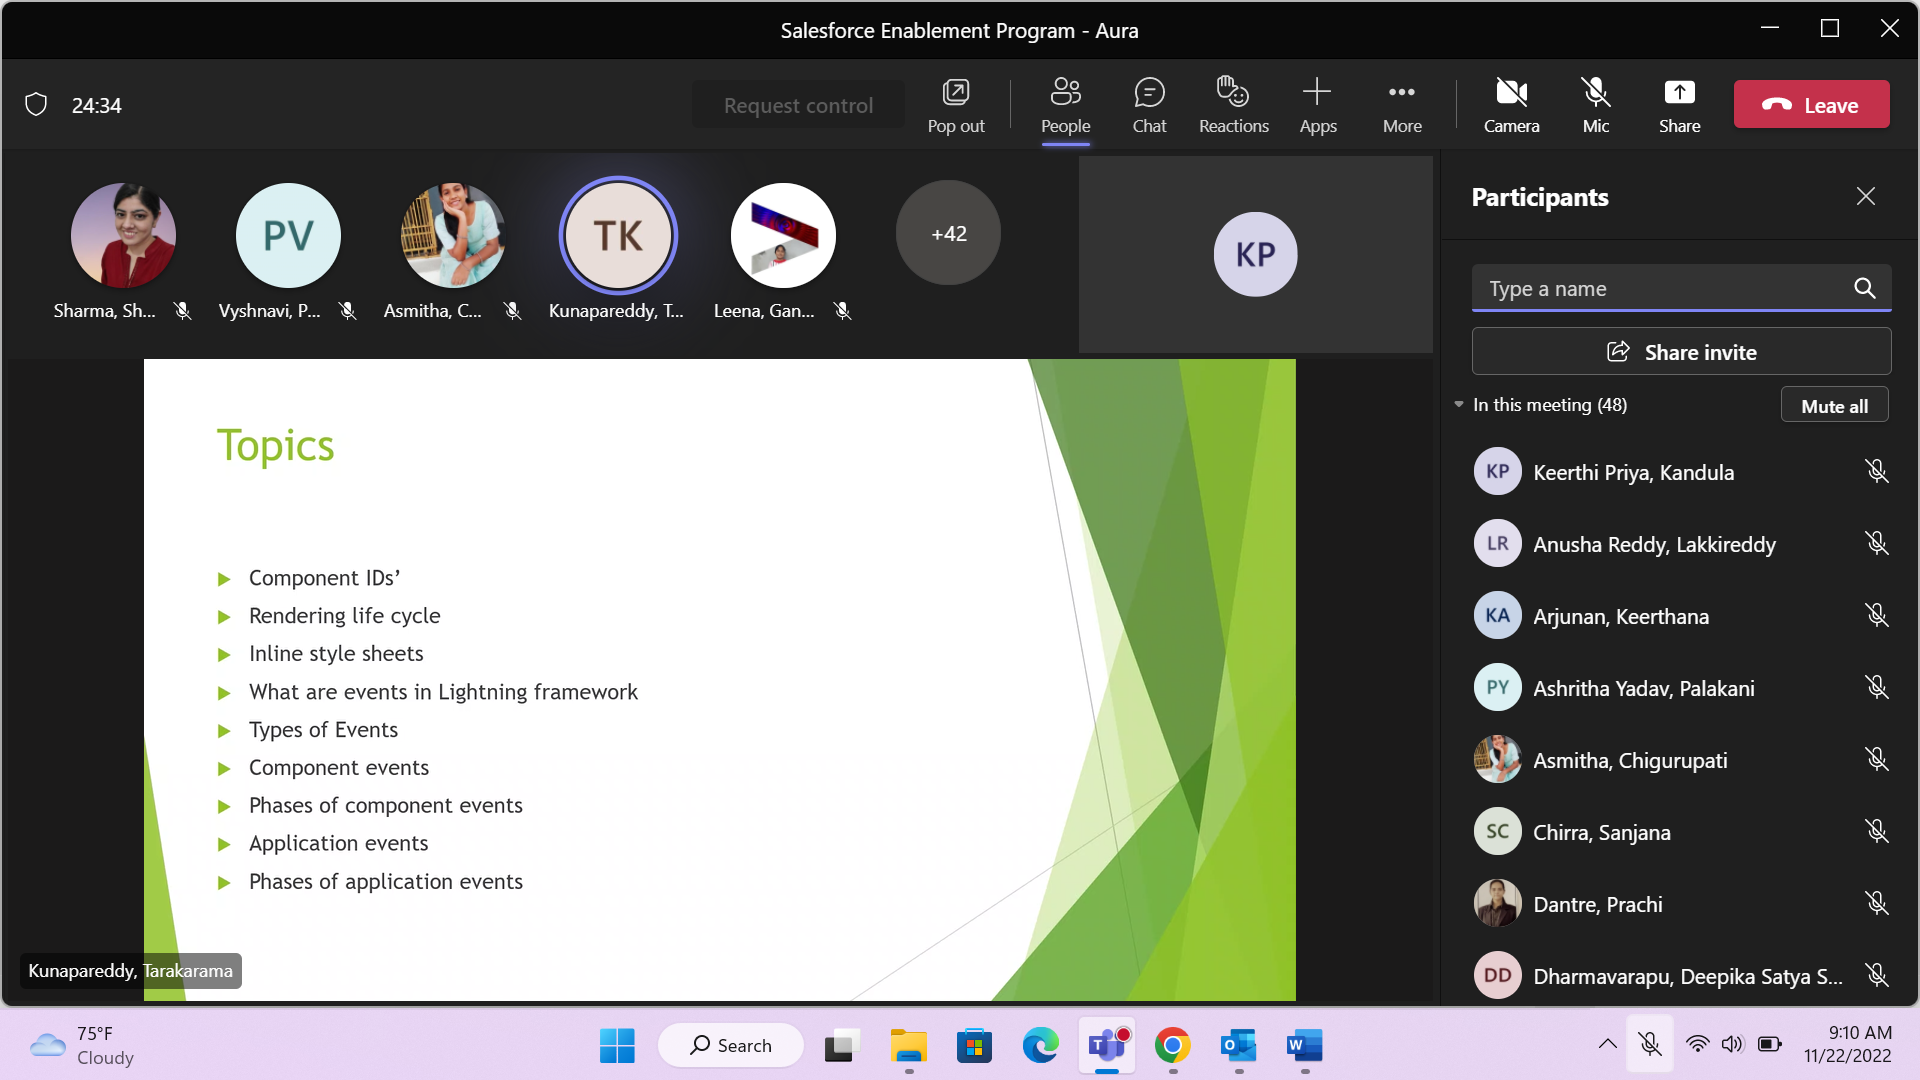 Salesforce Enablement Program - Aura
24:34
Request control
Pop out
People
Chat
Reactions
Apps
More
Camera
Mic
Share
Leave
PV
TK
+42
KP
Sharma, Sh...
Vyshnavi, P...
Asmitha, C...
Kunapareddy, T...
Leena, Gan...
Participants
Type a name
Share invite
In this meeting (48)
Mute all
KP Keerthi Priya, Kandula
LR Anusha Reddy, Lakkireddy
KA Arjunan, Keerthana
PY Ashritha Yadav, Palakani
Asmitha, Chigurupati
SC Chirra, Sanjana
Dantre, Prachi
DD Dharmavarapu, Deepika Satya S...
Topics
Component IDs’
Rendering life cycle
Inline style sheets
What are events in Lightning framework
Types of Events
Component events
Phases of component events
Application events
Phases of application events
Kunapareddy, Tarakarama
75°F
Cloudy
Search
9:10 AM
11/22/2022